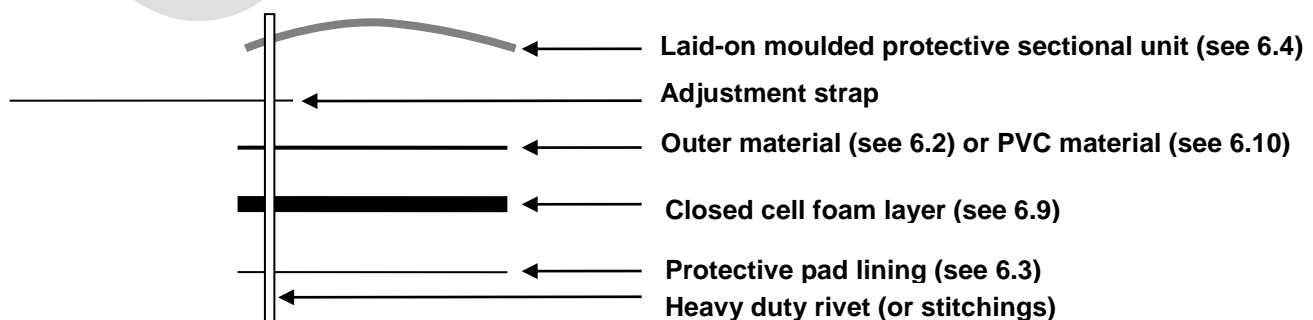 Laid-on moulded protective sectional unit (see 6.4)
Adjustment strap
Outer material (see 6.2) or PVC material (see 6.10)
Closed cell foam layer (see 6.9)
Protective pad lining (see 6.3)
Heavy duty rivet (or stitchings)